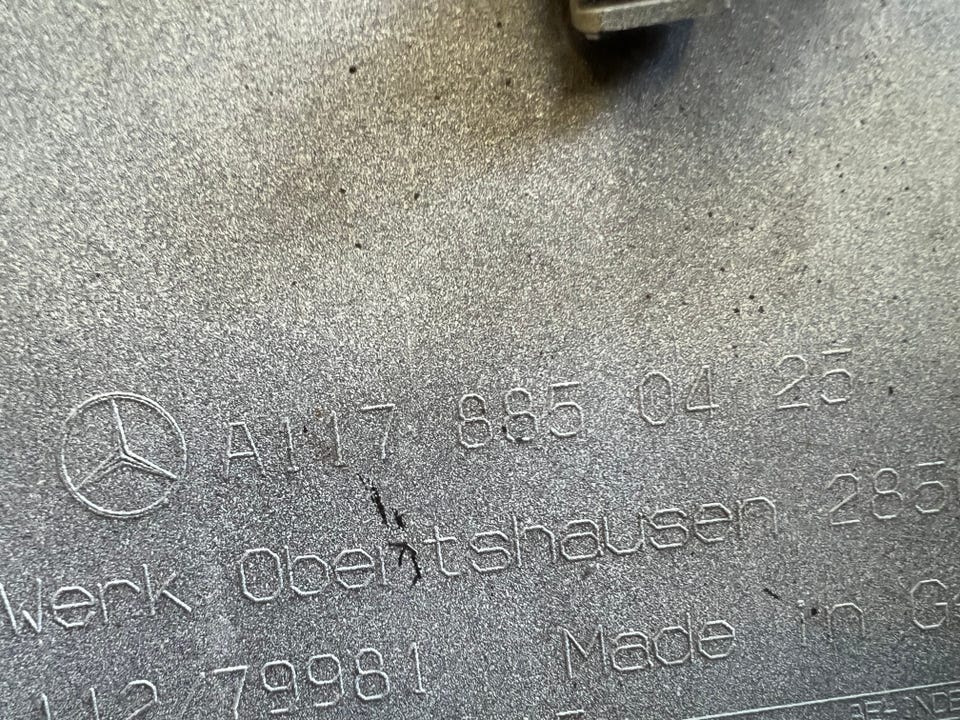 A117 885 04 25
Werk Obertshausen 285
112 79981 Made in G